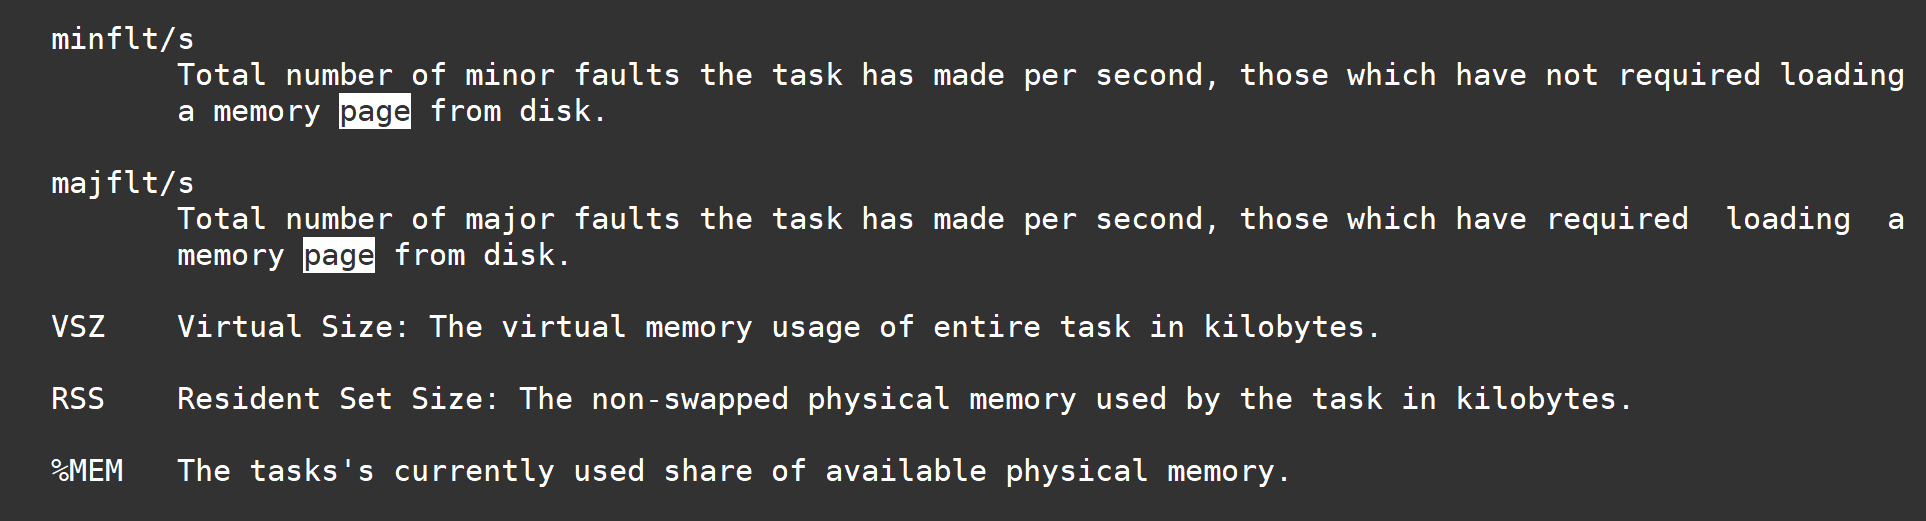 minflt/s
Total number of minor faults the task has made per second, those which have not required loading
a memory page from disk.
majflt/s
Total number of major faults the task has made per second, those which have required  loading  a
memory page from disk.
VSZ    Virtual Size: The virtual memory usage of entire task in kilobytes.
RSS    Resident Set Size: The non-swapped physical memory used by the task in kilobytes.
%MEM   The tasks's currently used share of available physical memory.